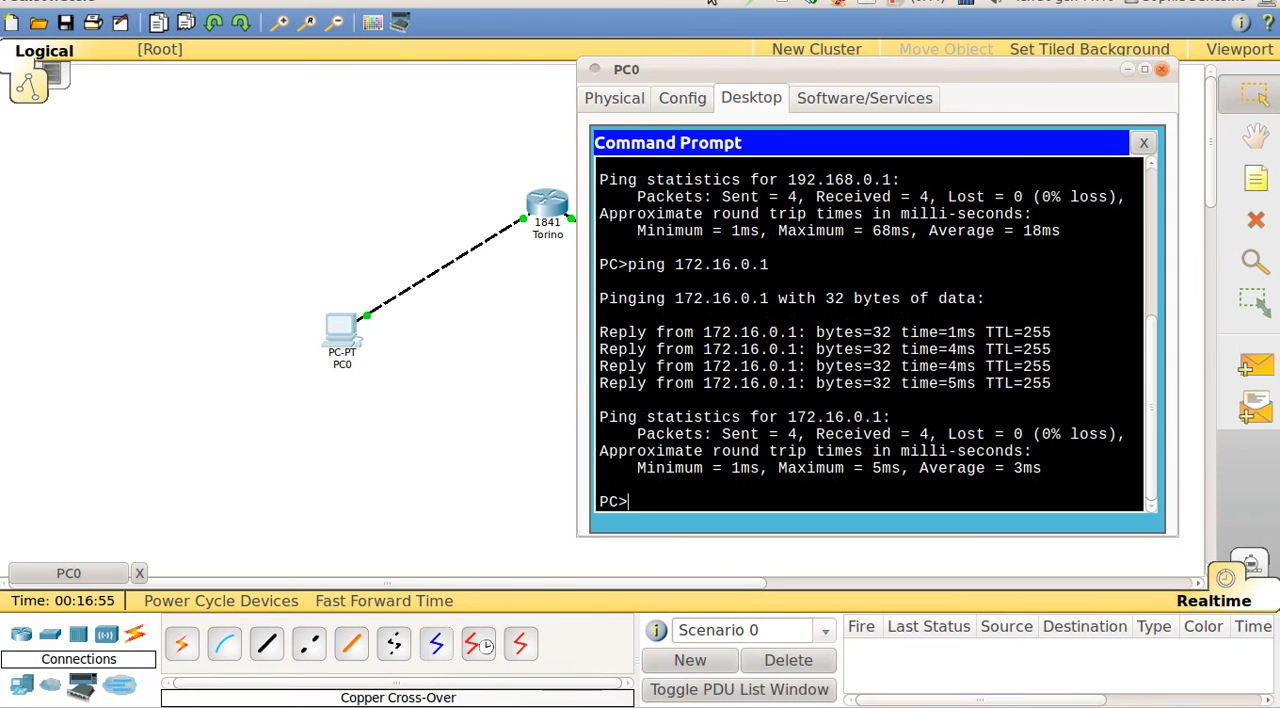 Logical
[Root]
New Cluster
Move Object
Set Tiled Background
Viewport
PC0
Physical
Config
Desktop
Software/Services
Command Prompt
X
Ping statistics for 192.168.0.1:
Packets: Sent = 4, Received = 4, Lost = 0 (0% loss),
Approximate round trip times in milli-seconds:
Minimum = 1ms, Maximum = 68ms, Average = 18ms
PC>ping 172.16.0.1
Pinging 172.16.0.1 with 32 bytes of data:
Reply from 172.16.0.1: bytes=32 time=1ms TTL=255
Reply from 172.16.0.1: bytes=32 time=4ms TTL=255
Reply from 172.16.0.1: bytes=32 time=4ms TTL=255
Reply from 172.16.0.1: bytes=32 time=5ms TTL=255
Ping statistics for 172.16.0.1:
Packets: Sent = 4, Received = 4, Lost = 0 (0% loss),
Approximate round trip times in milli-seconds:
Minimum = 1ms, Maximum = 5ms, Average = 3ms
PC>
1841
Torino
PC-PT
PC0
PC0
X
Time: 00:16:55
Power Cycle Devices
Fast Forward Time
Realtime
Connections
Copper Cross-Over
Scenario 0
New
Delete
Toggle PDU List Window
Fire
Last Status
Source
Destination
Type
Color
Time